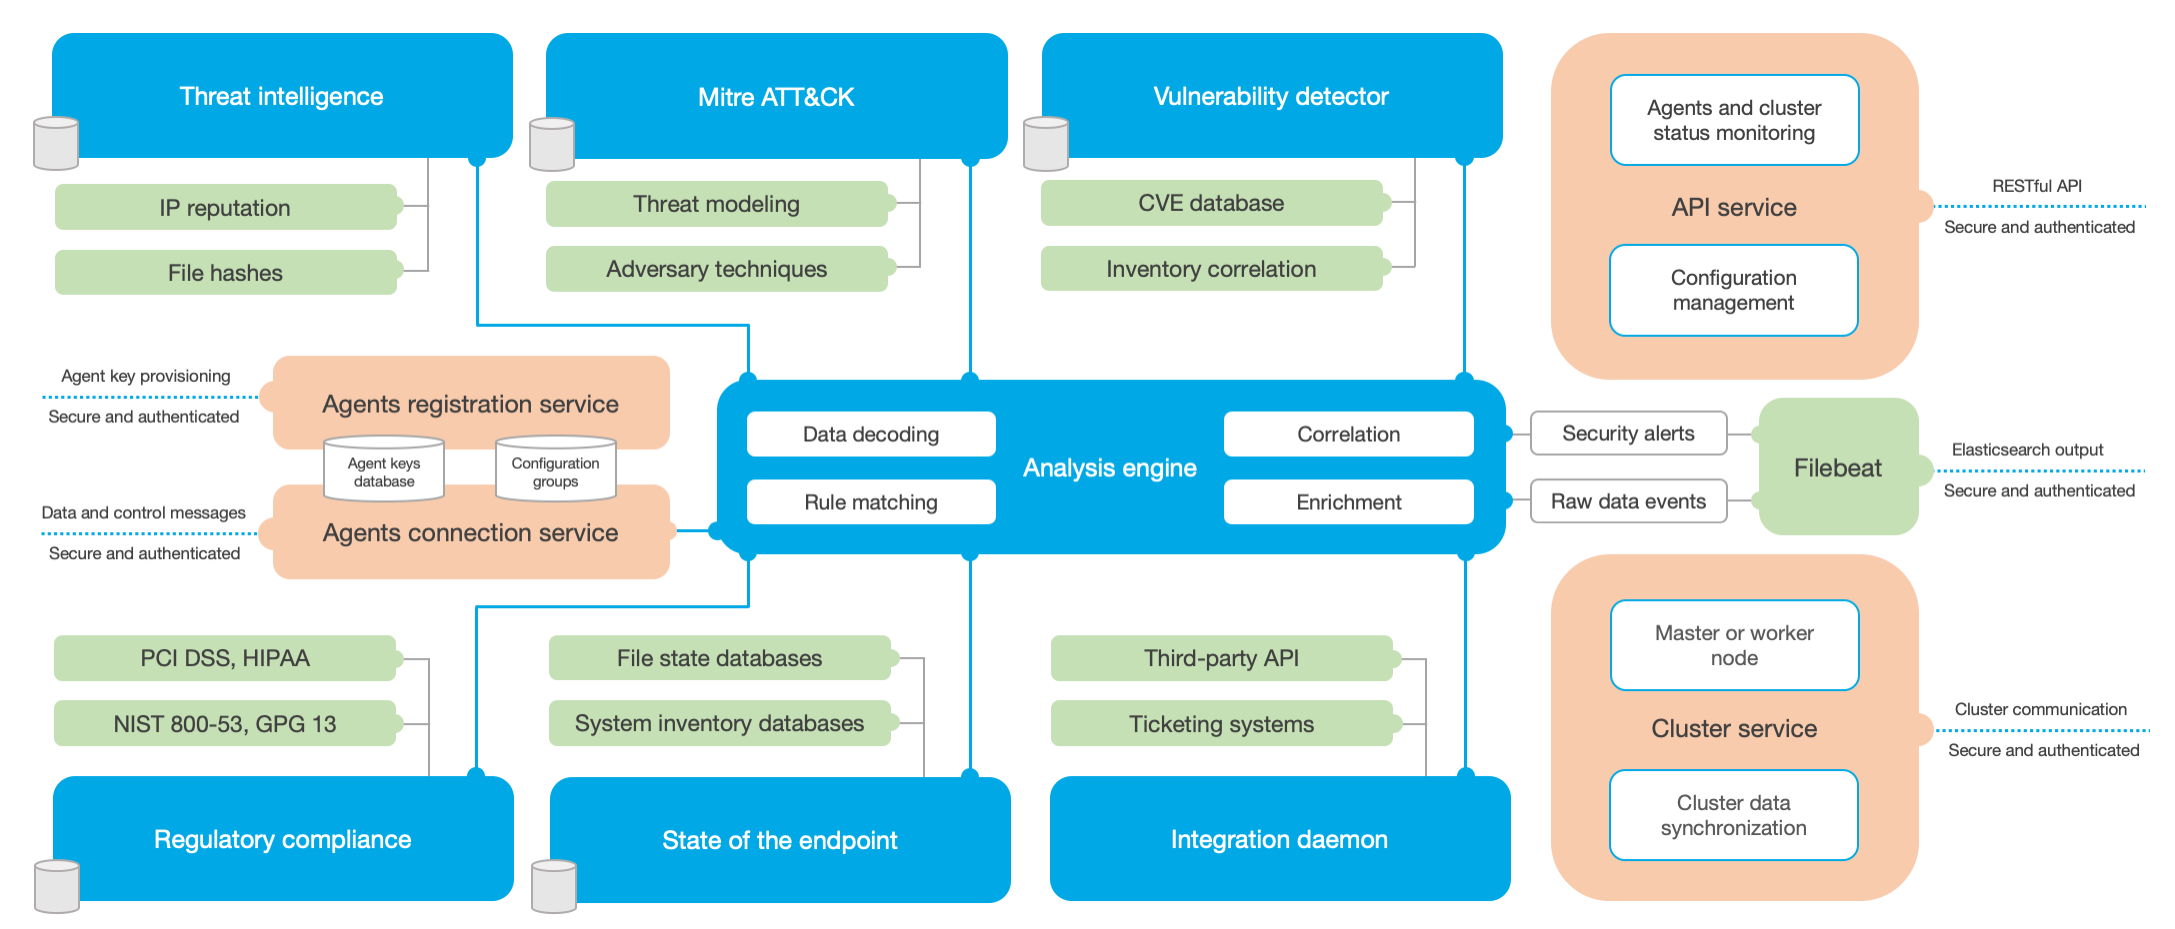 Threat intelligence
IP reputation
File hashes
Mitre ATT&CK
Threat modeling
Adversary techniques
Vulnerability detector
CVE database
Inventory correlation
Agents and cluster
status monitoring
API service
Configuration
management
RESTful API
Secure and authenticated
Agent key provisioning
Secure and authenticated
Agents registration service
Agent keys
database
Configuration
groups
Data and control messages
Secure and authenticated
Agents connection service
Data decoding
Rule matching
Analysis engine
Correlation
Enrichment
Security alerts
Raw data events
Filebeat
Elasticsearch output
Secure and authenticated
PCI DSS, HIPAA
NIST 800-53, GPG 13
Regulatory compliance
File state databases
System inventory databases
State of the endpoint
Third-party API
Ticketing systems
Integration daemon
Master or worker
node
Cluster service
Cluster data
synchronization
Cluster communication
Secure and authenticated